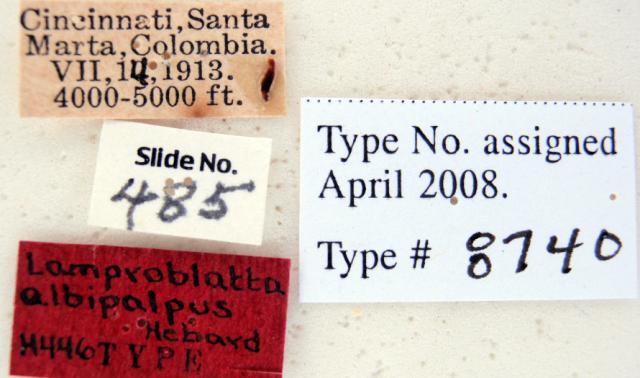 Cincinnati, Santa
Marta, Colombia.
VII, 14, 1913.
4000-5000 ft.
Slide No.
485
Lamproblatta
albipalpus
Hebard
H446 TYPE
Type No. assigned
April 2008.
Type # 8740